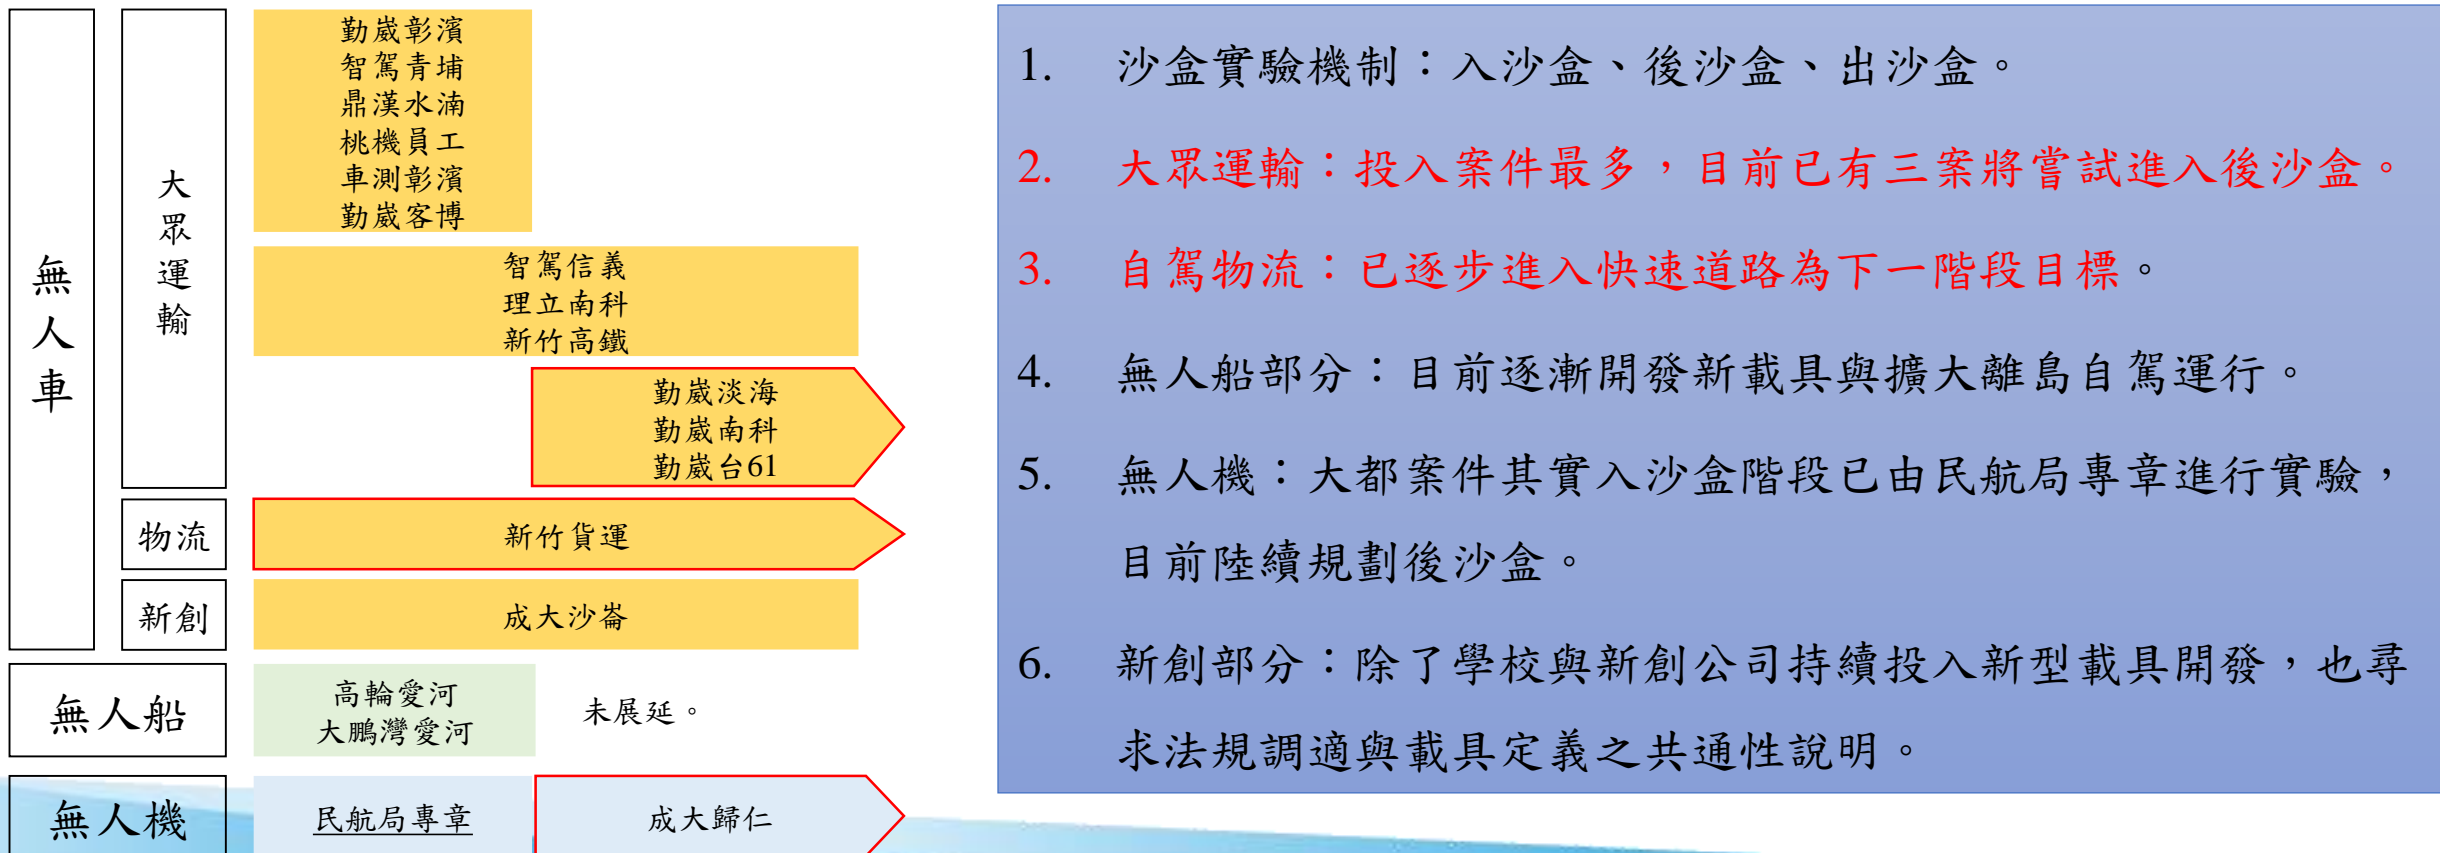 無人車
大眾運輸
勤崴彰濱
智駕青埔
鼎漢水湳
桃機員工
車測彰濱
勤崴客博
智駕信義
理立南科
新竹高鐵
勤崴淡海
勤崴南科
勤崴台61
物流
新竹貨運
新創
成大沙崙
無人船
高輪愛河
大鵬灣愛河
未展延。
無人機
民航局專章
成大歸仁
1. 沙盒實驗機制：入沙盒、後沙盒、出沙盒。
2. 大眾運輸：投入案件最多，目前已有三案將嘗試進入後沙盒。
3. 自駕物流：已逐步進入快速道路為下一階段目標。
4. 無人船部分：目前逐漸開發新載具與擴大離島自駕運行。
5. 無人機：大都案件其實入沙盒階段已由民航局專章進行實驗，
目前陸續規劃後沙盒。
6. 新創部分：除了學校與新創公司持續投入新型載具開發，也尋
求法規調適與載具定義之共通性說明。